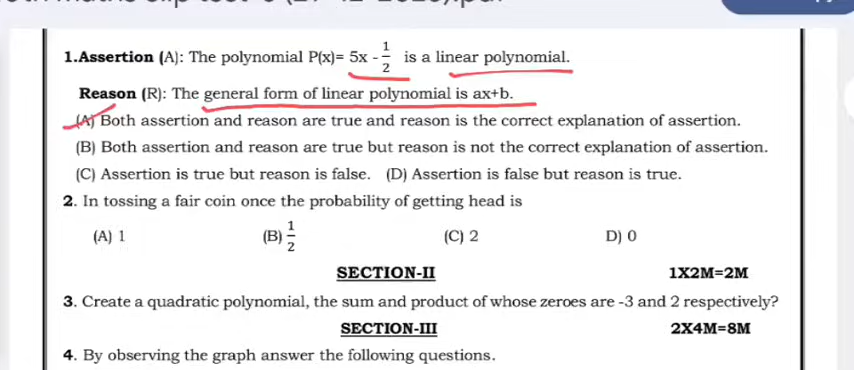 1.Assertion (A): The polynomial P(x)= 5x - 1/2 is a linear polynomial.
Reason (R): The general form of linear polynomial is ax+b.
(A) Both assertion and reason are true and reason is the correct explanation of assertion.
(B) Both assertion and reason are true but reason is not the correct explanation of assertion.
(C) Assertion is true but reason is false. (D) Assertion is false but reason is true.
2. In tossing a fair coin once the probability of getting head is
(A) 1 (B) 1/2 (C) 2 D) 0
SECTION-II 1X2M=2M
3. Create a quadratic polynomial, the sum and product of whose zeroes are -3 and 2 respectively?
SECTION-III 2X4M=8M
4. By observing the graph answer the following questions.